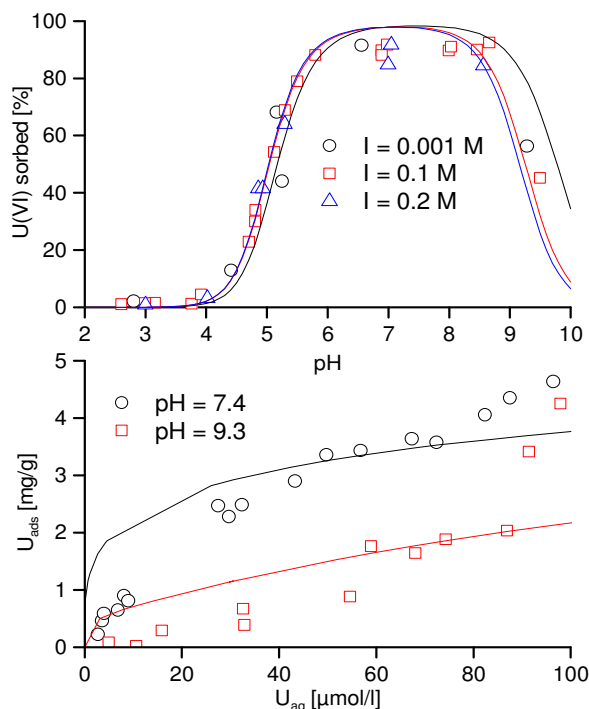 100
80
60
40
20
0
U(VI) sorbed [%]
I = 0.001 M
I = 0.1 M
I = 0.2 M
2 3 4 5 6 7 8 9 10
pH
5
4
3
2
1
0
U_ads [mg/g]
pH = 7.4
pH = 9.3
0 20 40 60 80 100
U_aq [µmol/l]